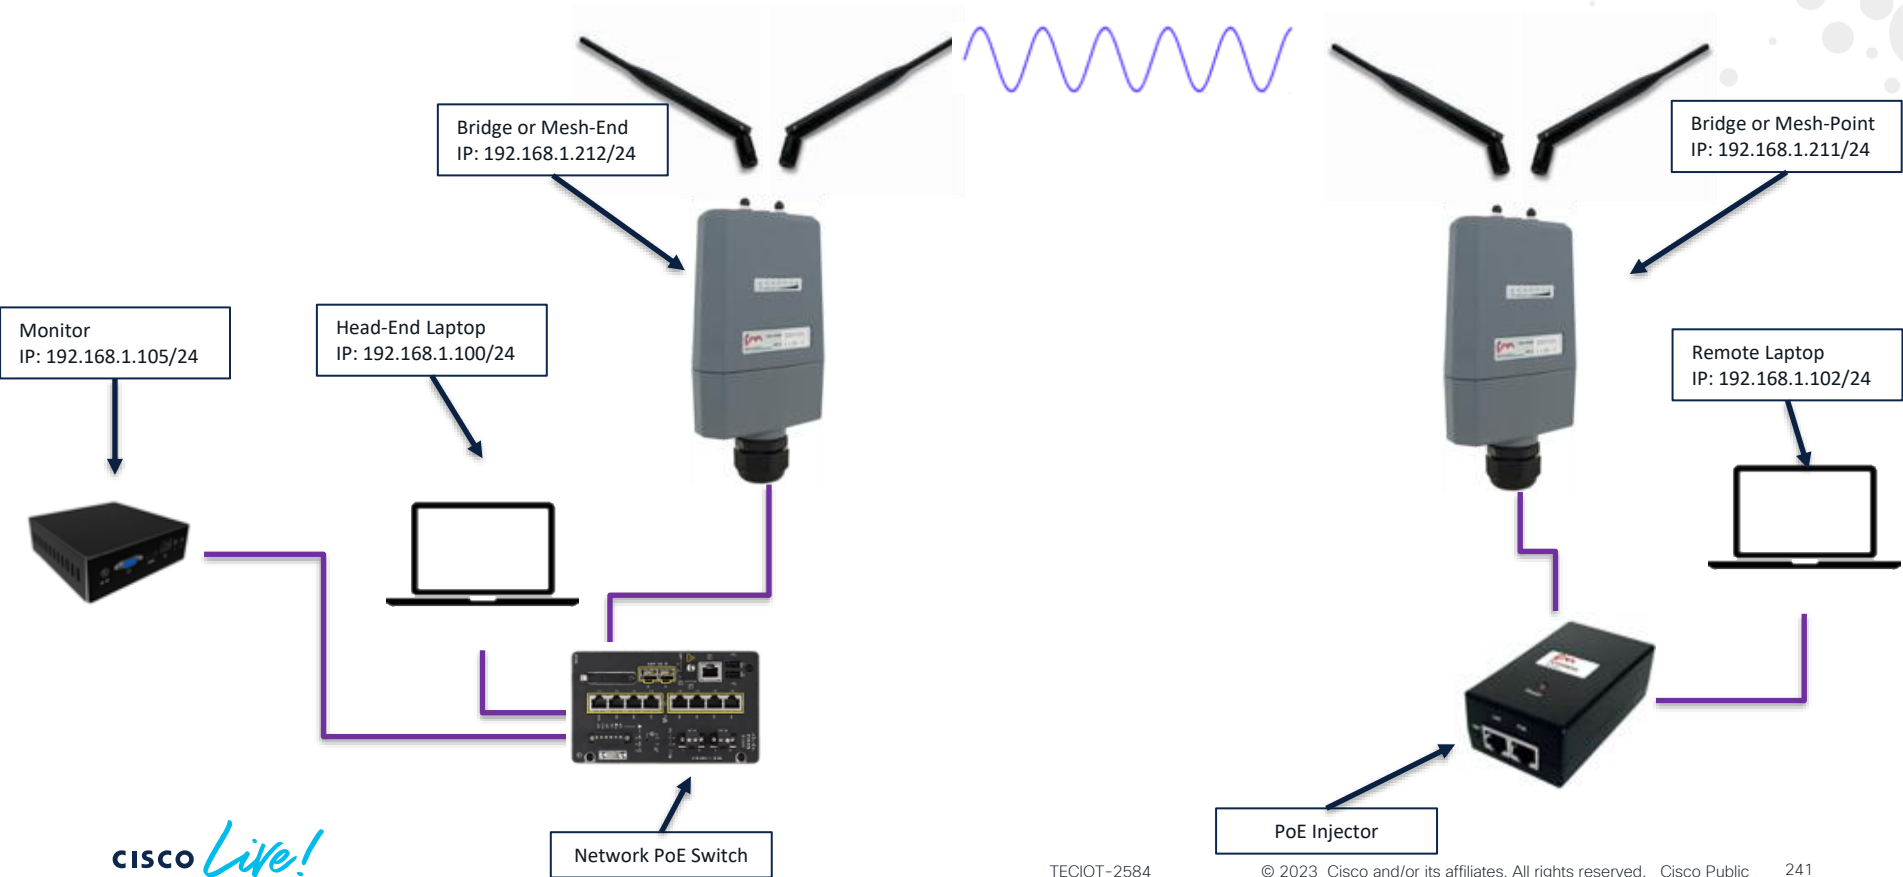 Bridge or Mesh-End
IP: 192.168.1.212/24
Bridge or Mesh-Point
IP: 192.168.1.211/24
Monitor
IP: 192.168.1.105/24
Head-End Laptop
IP: 192.168.1.100/24
Remote Laptop
IP: 192.168.1.102/24
PoE Injector
Network PoE Switch
CISCO Live!
TECIOT-2584
© 2023 Cisco and/or its affiliates. All rights reserved. Cisco Public
241